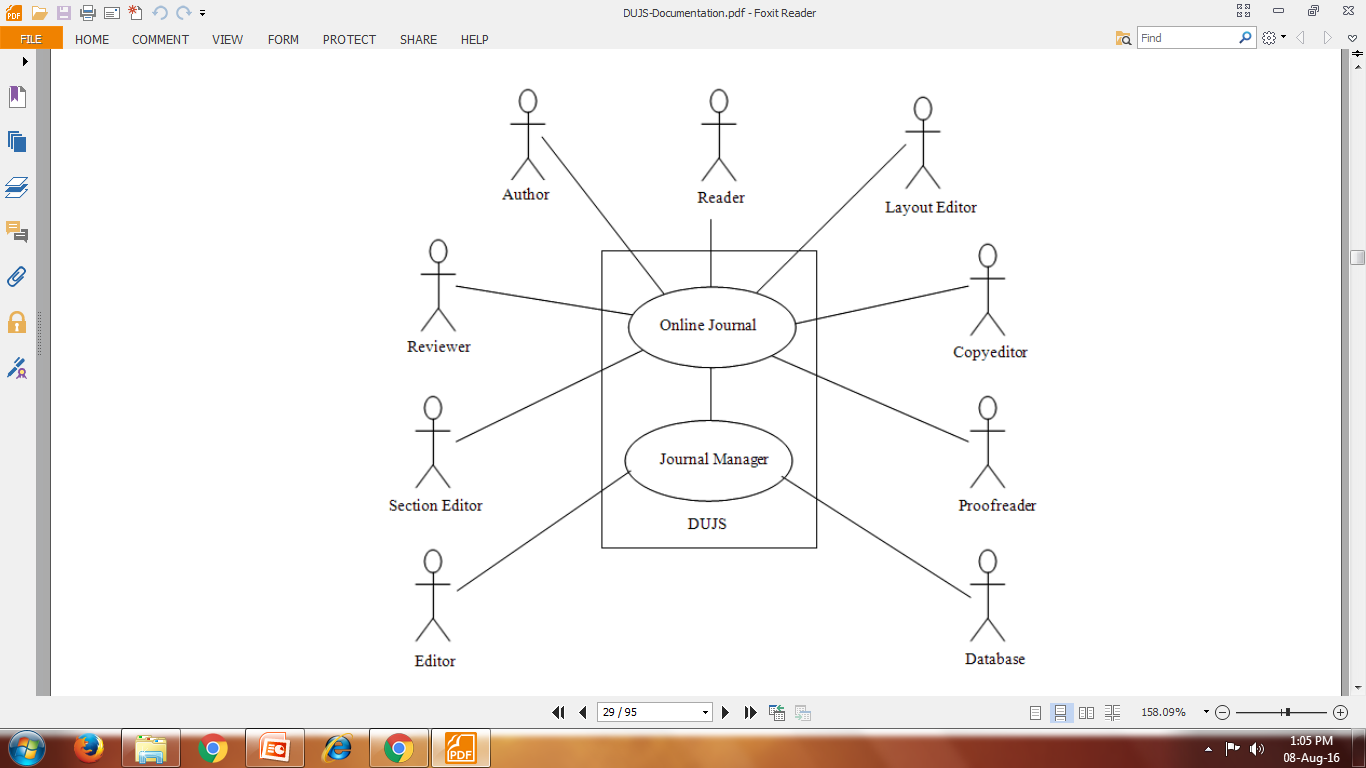 DUJS-Documentation.pdf - Foxit Reader
FILE HOME COMMENT VIEW FORM PROTECT SHARE HELP
Find
Author
Reader
Layout Editor
Reviewer
Online Journal
Copyeditor
Section Editor
Journal Manager
Proofreader
DUJS
Editor
Database
29 / 95
158.09%
PDF
1:05 PM
08-Aug-16